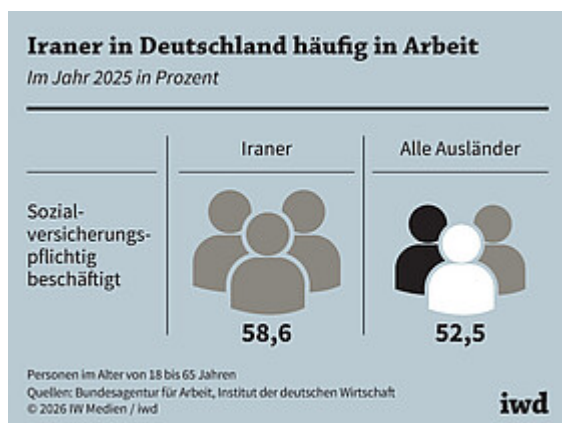 Iraner in Deutschland häufig in Arbeit
Im Jahr 2025 in Prozent
Iraner
Alle Ausländer
Sozial-
versicherungs-
pflichtig
beschäftigt
58,6
52,5
Personen im Alter von 18 bis 65 Jahren
Quellen: Bundesagentur für Arbeit, Institut der deutschen Wirtschaft
© 2026 IW Medien / iwd
iwd